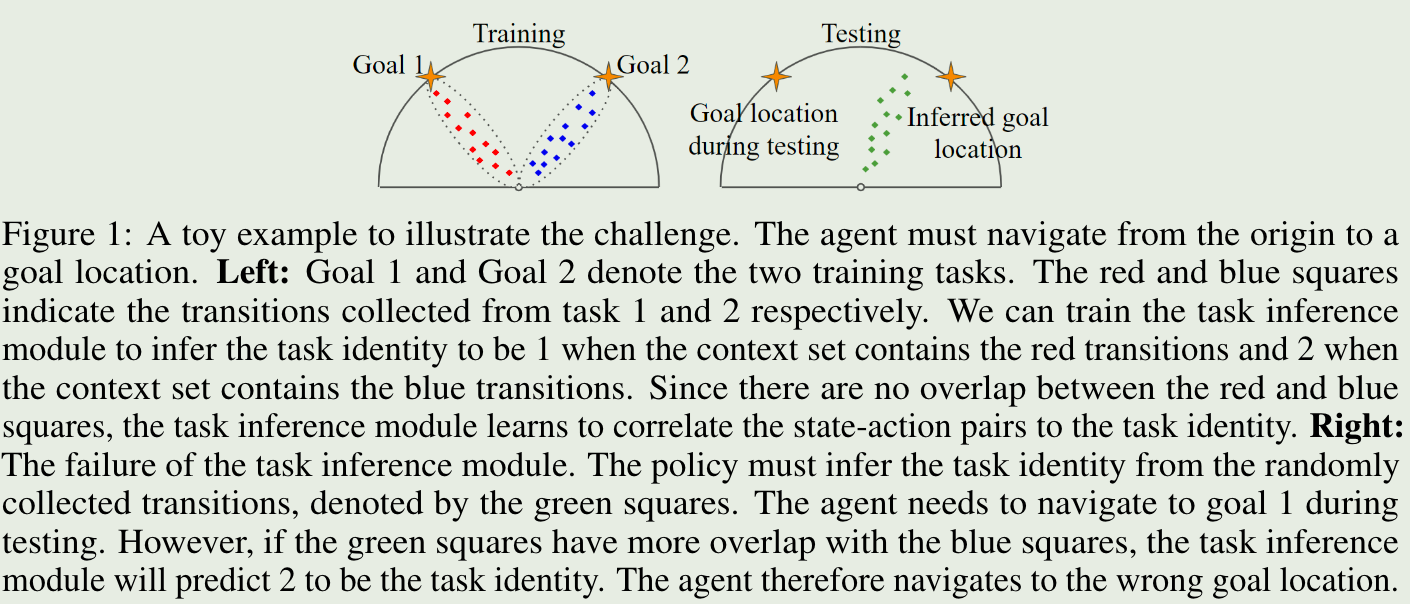 Training
Testing
Goal 1
Goal 2
Goal location
during testing
Inferred goal
location
Figure 1: A toy example to illustrate the challenge. The agent must navigate from the origin to a
goal location. Left: Goal 1 and Goal 2 denote the two training tasks. The red and blue squares
indicate the transitions collected from task 1 and 2 respectively. We can train the task inference
module to infer the task identity to be 1 when the context set contains the red transitions and 2 when
the context set contains the blue transitions. Since there are no overlap between the red and blue
squares, the task inference module learns to correlate the state-action pairs to the task identity. Right:
The failure of the task inference module. The policy must infer the task identity from the randomly
collected transitions, denoted by the green squares. The agent needs to navigate to goal 1 during
testing. However, if the green squares have more overlap with the blue squares, the task inference
module will predict 2 to be the task identity. The agent therefore navigates to the wrong goal location.